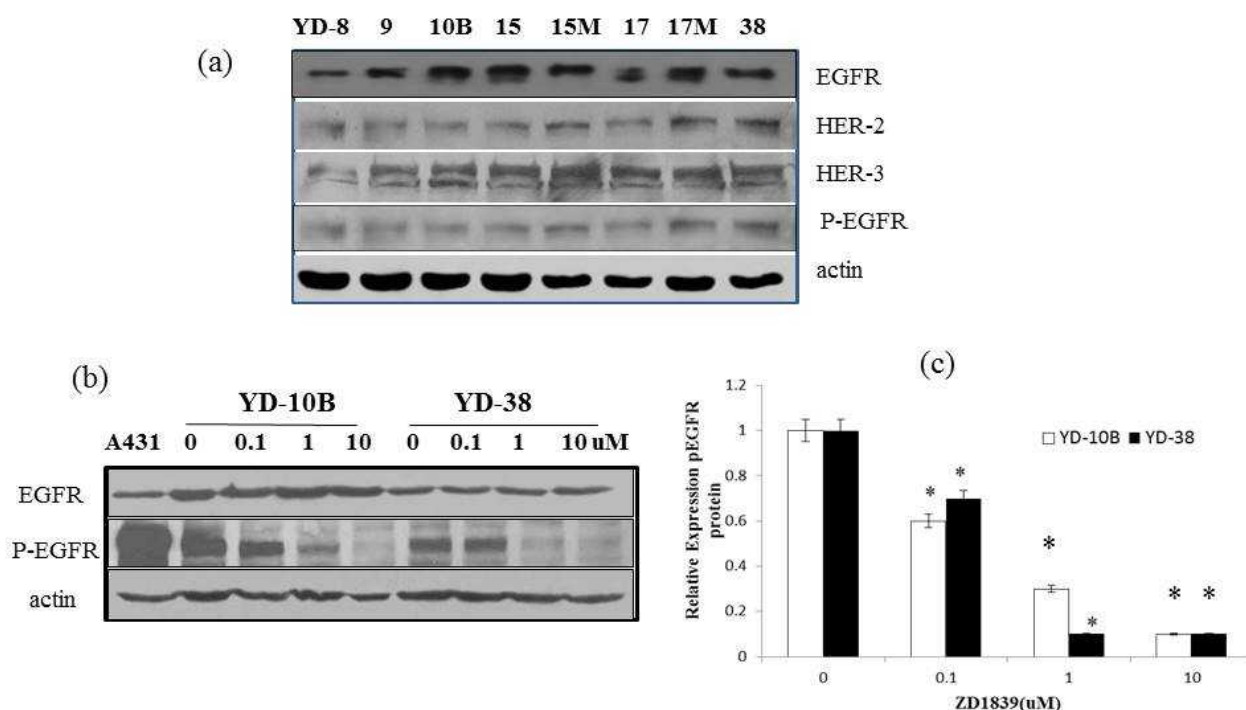 YD-8 9 10B 15 15M 17 17M 38
(a)
EGFR
HER-2
HER-3
P-EGFR
actin
(b)
YD-10B YD-38
A431 0 0.1 1 10 0 0.1 1 10 uM
EGFR
P-EGFR
actin
(c)
Relative Expression pEGFR
protein
1.2
1
0.8
0.6
0.4
0.2
0
YD-10B YD-38
* *
* *
* *
0 0.1 1 10
ZD1839(uM)